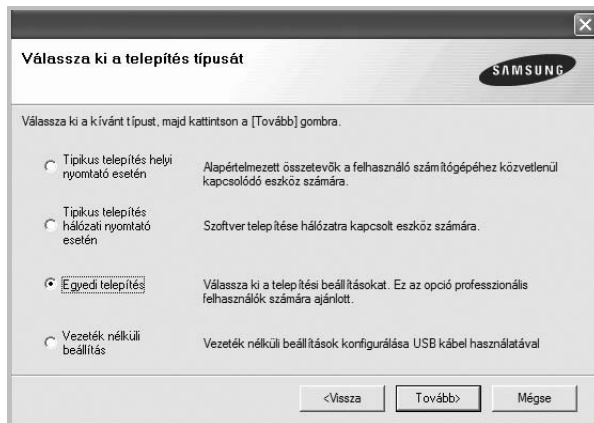 Válassza ki a telepítés típusát
SAMSUNG
Válassza ki a kívánt típust, majd kattintson a [Tovább] gombra.
Tipikus telepítés helyi
nyomtató esetén
Alapértelmezett összetevők a felhasználó számítógépéhez közvetlenül
kapcsolódó eszköz számára.
Tipikus telepítés
hálózati nyomtató
esetén
Szoftver telepítése hálózatra kapcsolt eszköz számára.
Egyedi telepítés
Válassza ki a telepítési beállításokat. Ez az opció professzionális
felhasználók számára ajánlott.
Vezeték nélküli
beállítás
Vezeték nélküli beállítások konfigurálása USB kábel használatával
<Vissza
Tovább>
Mégse